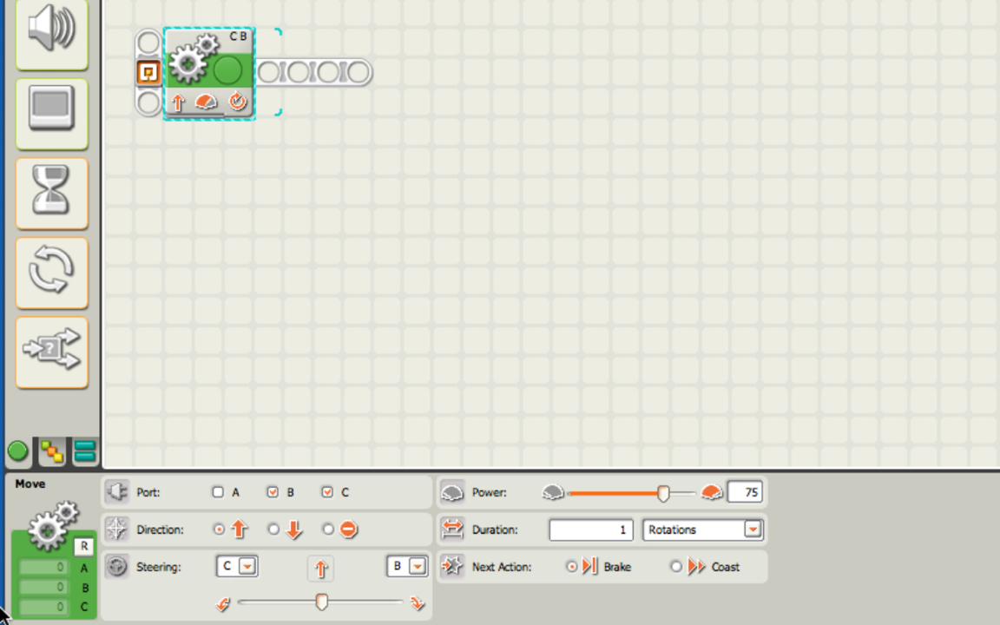 C B
?
Move
R
0 A
0 B
0 C
Port: A B C
Direction:
Steering: C B
Power: 75
Duration: 1 Rotations
Next Action: Brake Coast